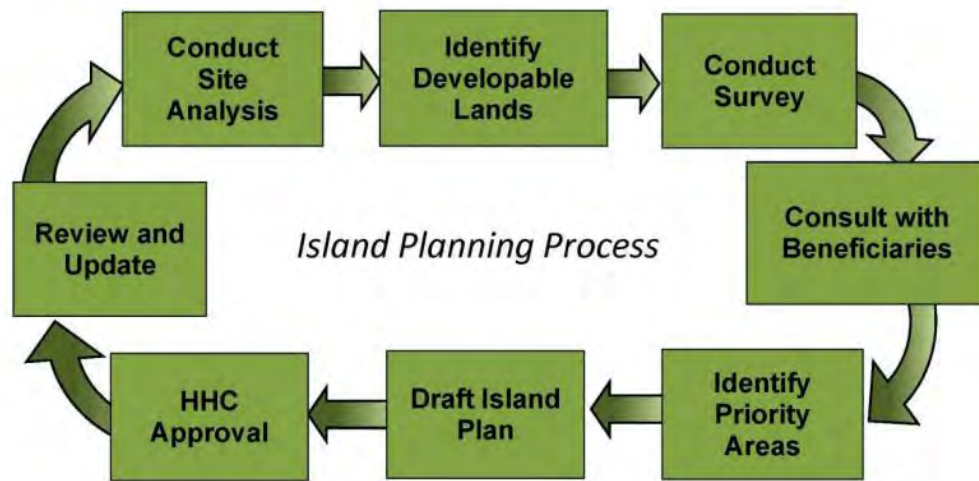 Conduct
Site
Analysis
Identify
Developable
Lands
Conduct
Survey
Consult with
Beneficiaries
Identify
Priority
Areas
Draft Island
Plan
HHC
Approval
Review and
Update
Island Planning Process